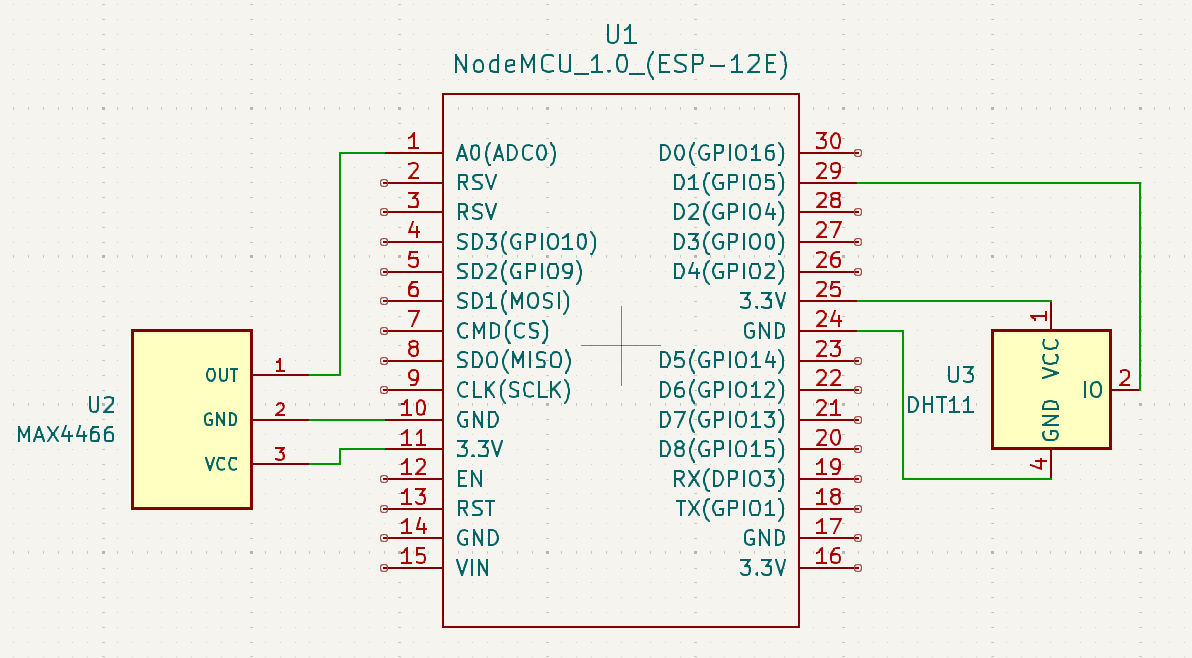 U1
NodeMCU_1.0_(ESP-12E)
1 A0(ADC0) D0(GPIO16) 30
2 RSV D1(GPIO5) 29
3 RSV D2(GPIO4) 28
4 SD3(GPIO10) D3(GPIO0) 27
5 SD2(GPIO9) D4(GPIO2) 26
6 SD1(MOSI) 3.3V 25
7 CMD(CS) GND 24
8 SDO(MISO) D5(GPIO14) 23
9 CLK(SCLK) D6(GPIO12) 22
10 GND D7(GPIO13) 21
11 3.3V D8(GPIO15) 20
12 EN RX(DPIO3) 19
13 RST TX(GPIO1) 18
14 GND GND 17
15 VIN 3.3V 16
U2
MAX4466
OUT 1
GND 2
VCC 3
U3
DHT11
1
VCC
IO 2
GND
4